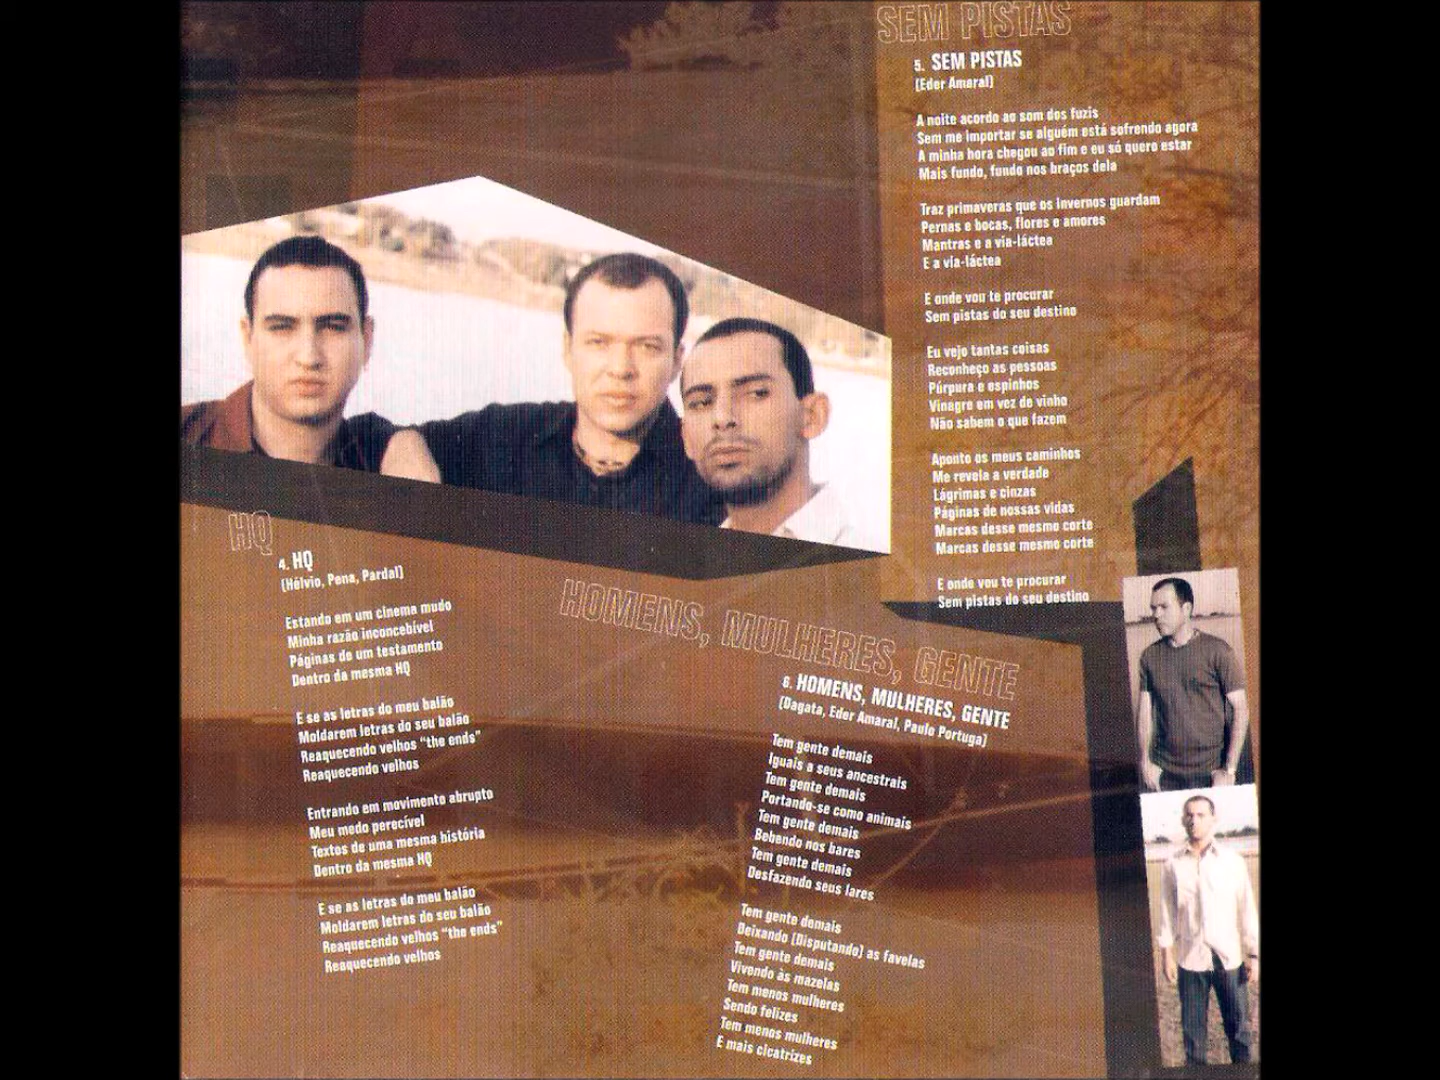 SEM PISTAS
5. SEM PISTAS
(Eder Amaral)
A noite acordo ao som dos fuzis
Sem me importar se alguém está sofrendo agora
A minha hora chegou ao fim e eu só quero estar
Mais fundo, fundo nos braços dela
Traz primaveras que os invernos guardam
Pernas e bocas, flores e amores
Mantras e a via-láctea
E a via-láctea
E onde vou te procurar
Sem pistas do seu destino
Eu vejo tantas coisas
Reconheço as pessoas
Púrpura e espinhos
Vinagre em vez de vinho
Não sabem o que fazem
Aponto os meus caminhos
Me revela a verdade
Lágrimas e cinzas
Páginas de nossas vidas
Marcas desse mesmo corte
Marcas desse mesmo corte
E onde vou te procurar
Sem pistas do seu destino
HQ
4. HQ
(Hélvio, Pena, Pardal)
Estando em um cinema mudo
Minha razão inconcebível
Páginas de um testamento
Dentro da mesma HQ
E se as letras do meu balão
Moldarem letras do seu balão
Reaquecendo velhos "the ends"
Reaquecendo velhos
Entrando em movimento abrupto
Meu medo perecível
Textos de uma mesma história
Dentro da mesma HQ
E se as letras do meu balão
Moldarem letras do seu balão
Reaquecendo velhos "the ends"
Reaquecendo velhos
HOMENS, MULHERES, GENTE
6. HOMENS, MULHERES, GENTE
(Dagata, Eder Amaral, Paulo Portuga)
Tem gente demais
Iguais a seus ancestrais
Tem gente demais
Portando-se como animais
Tem gente demais
Bebendo nos bares
Tem gente demais
Desfazendo seus lares
Tem gente demais
Deixando (Disputando) as favelas
Tem gente demais
Vivendo às mazelas
Tem menos mulheres
Sendo felizes
Tem menos mulheres
E mais cicatrizes